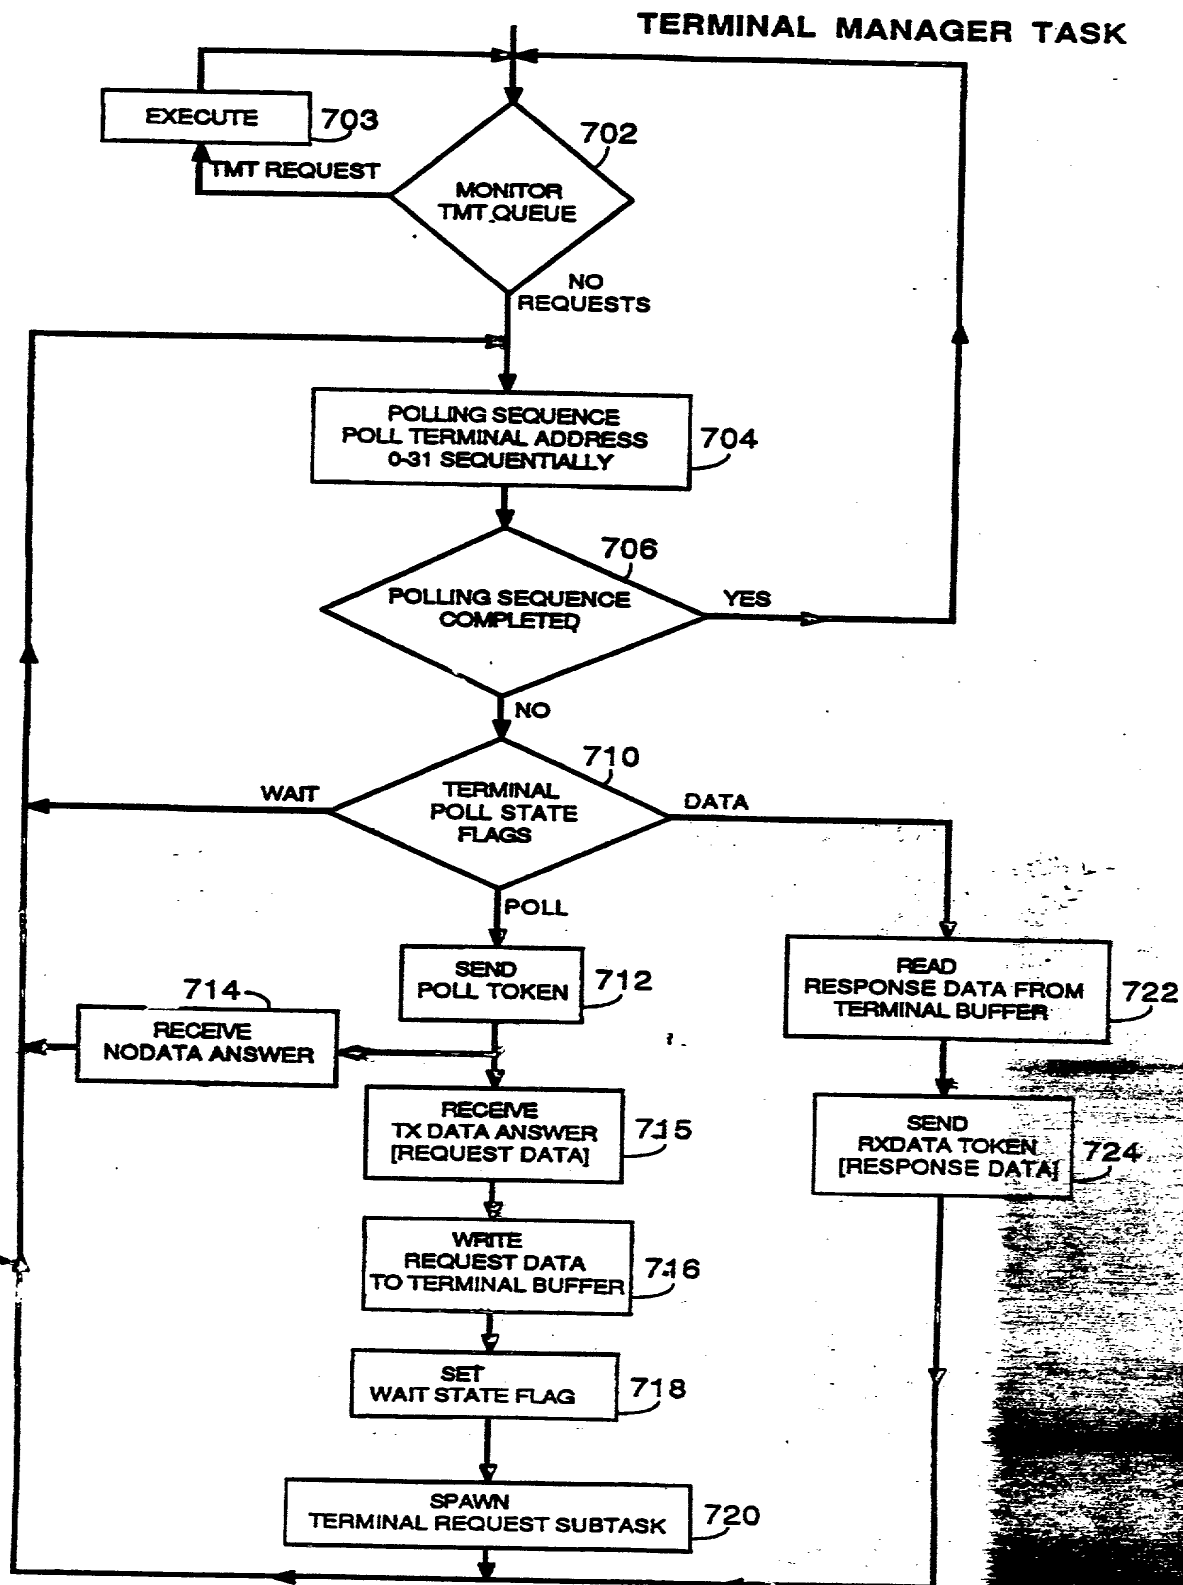 TERMINAL MANAGER TASK
EXECUTE
703
TMT REQUEST
702
MONITOR
TMT QUEUE
NO
REQUESTS
POLLING SEQUENCE
POLL TERMINAL ADDRESS
0-31 SEQUENTIALLY
704
706
POLLING SEQUENCE
COMPLETED
YES
NO
710
TERMINAL
POLL STATE
FLAGS
WAIT
DATA
POLL
SEND
POLL TOKEN
712
READ
RESPONSE DATA FROM
TERMINAL BUFFER
722
714
RECEIVE
NODATA ANSWER
RECEIVE
TX DATA ANSWER
[REQUEST DATA]
715
SEND
RXDATA TOKEN
[RESPONSE DATA]
724
WRITE
REQUEST DATA
TO TERMINAL BUFFER
716
SET
WAIT STATE FLAG
718
SPAWN
TERMINAL REQUEST SUBTASK
720